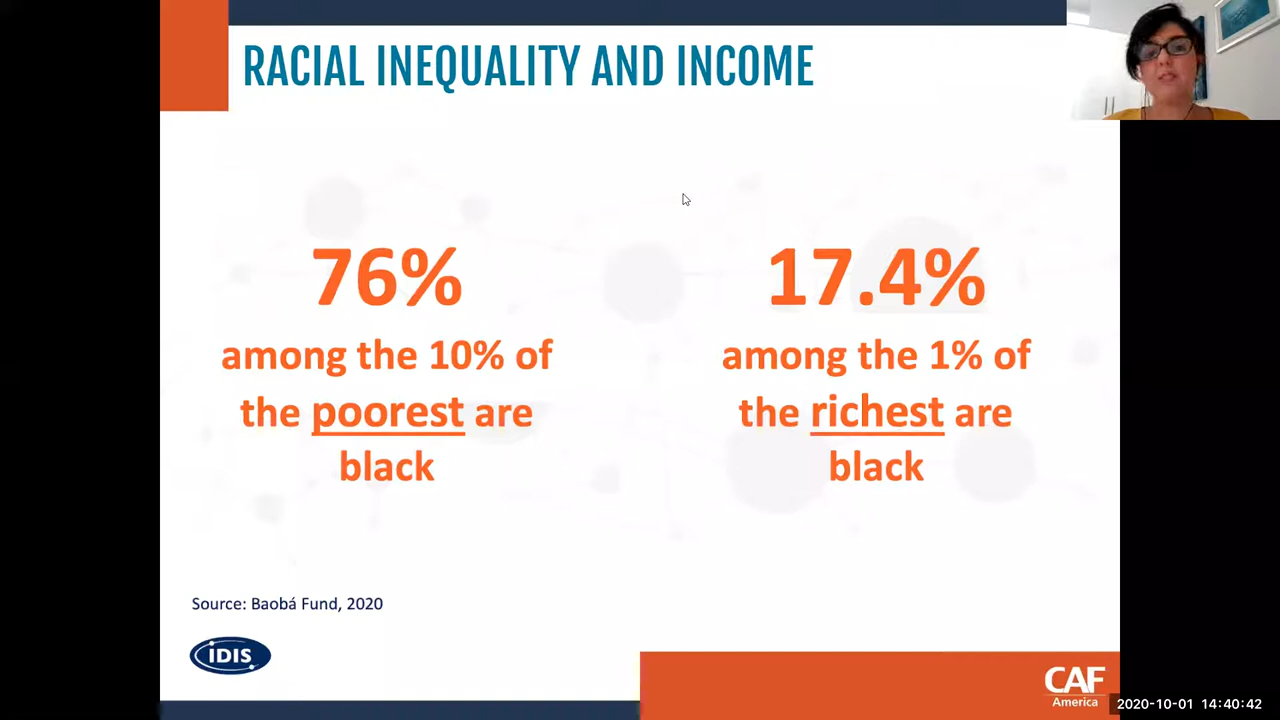 RACIAL INEQUALITY AND INCOME
76%
among the 10% of
the poorest are
black
17.4%
among the 1% of
the richest are
black
Source: Baobá Fund, 2020
IDIS
CAF
America
2020-10-01 14:40:42